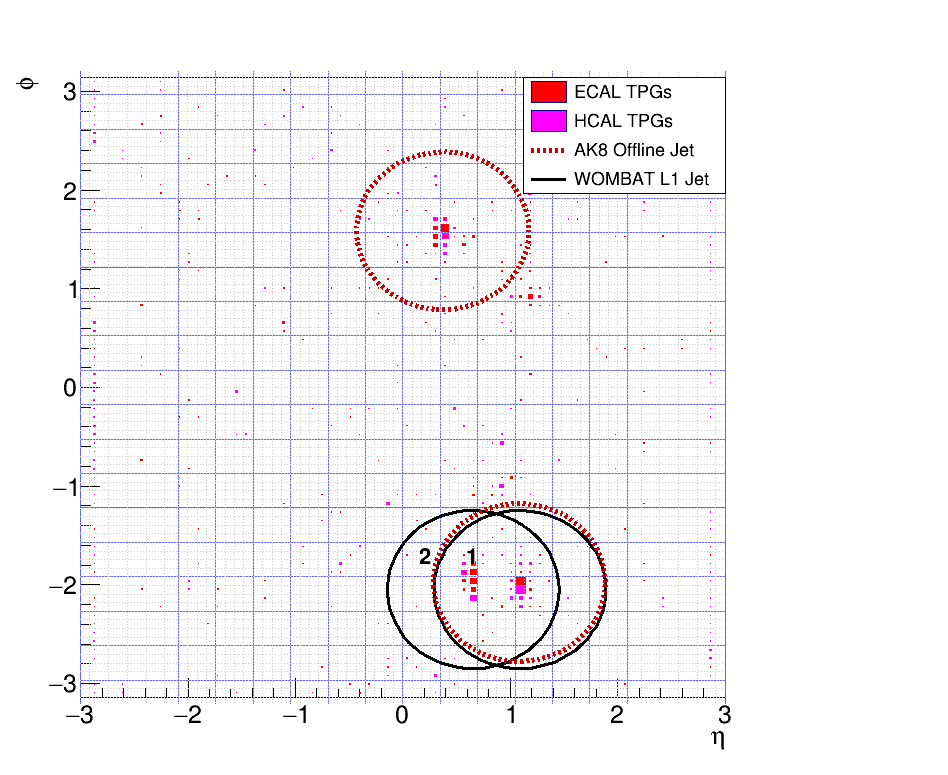 ϕ
3
2
1
0
−1
−2
−3
ECAL TPGs
HCAL TPGs
AK8 Offline Jet
WOMBAT L1 Jet
2 1
−3 −2 −1 0 1 2 3
η